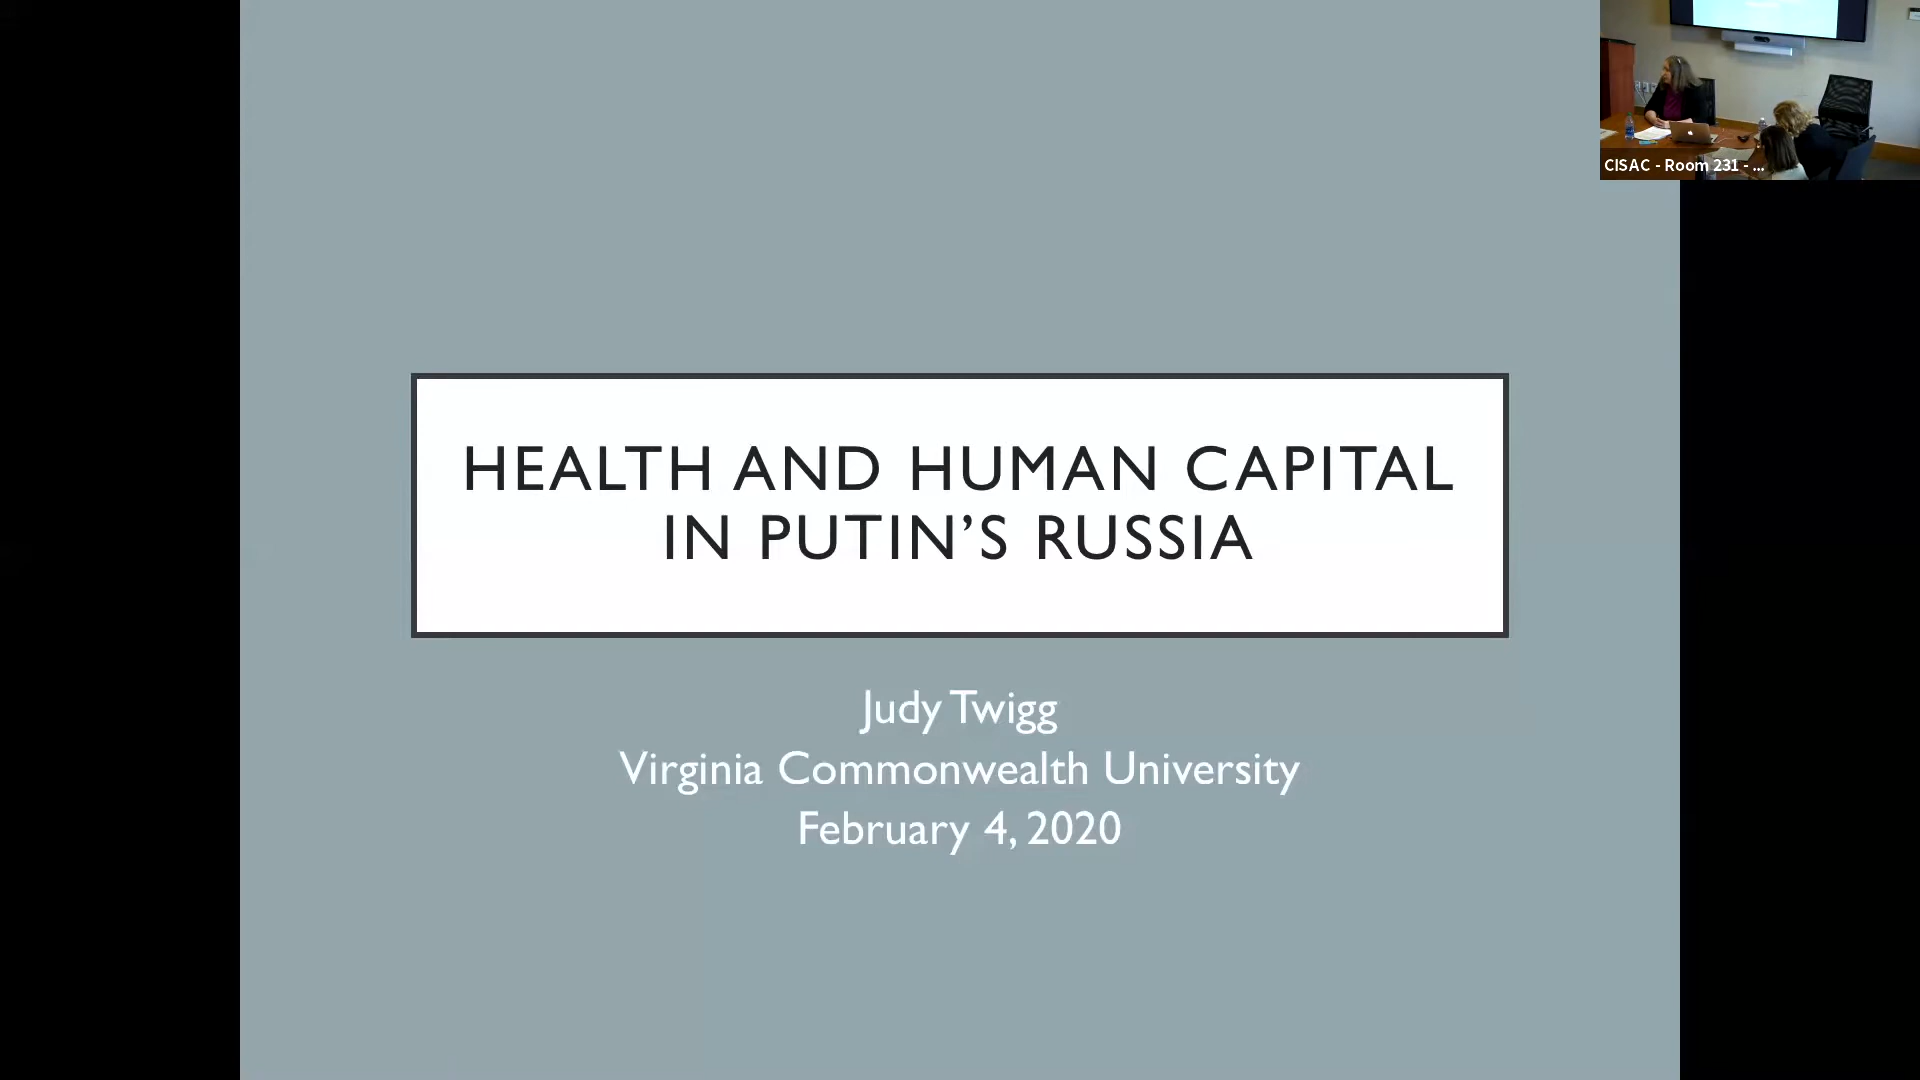 HEALTH AND HUMAN CAPITAL
IN PUTIN’S RUSSIA
Judy Twigg
Virginia Commonwealth University
February 4, 2020
CISAC - Room 231 - ...